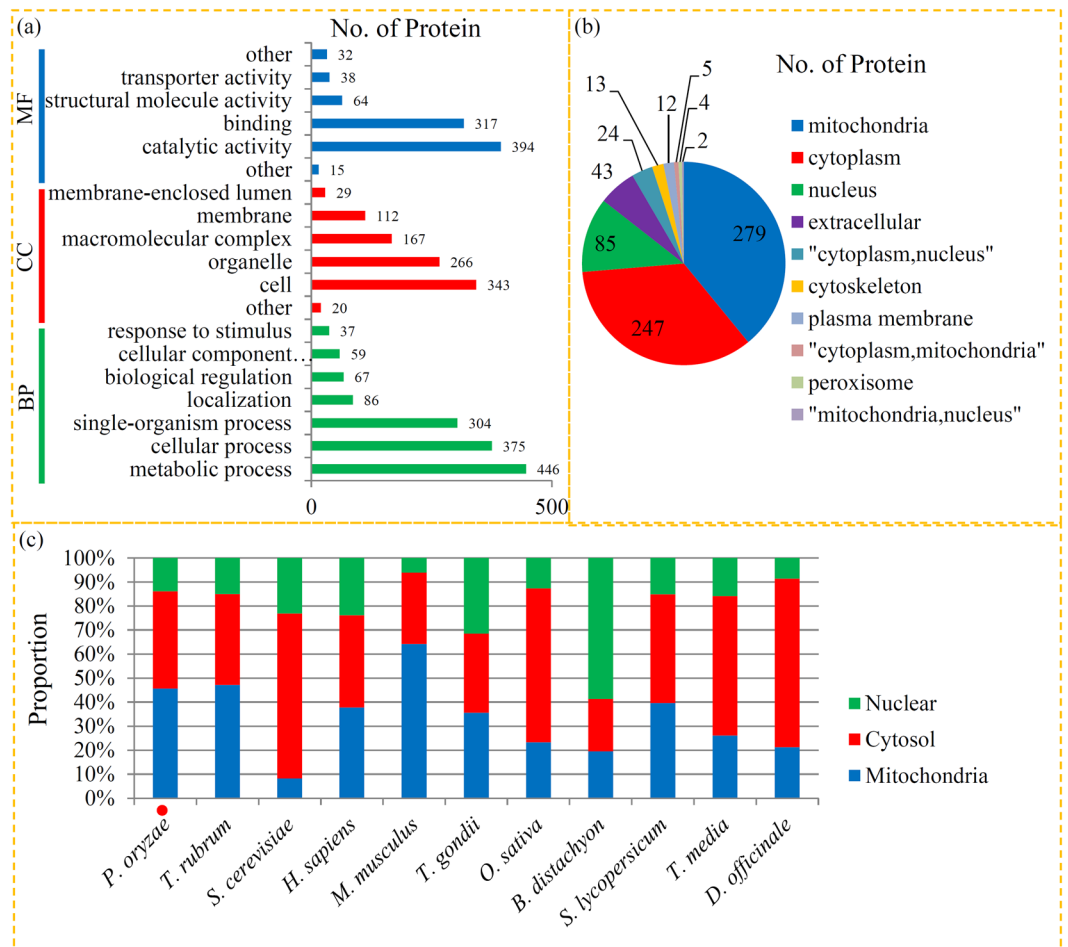 (a)
No. of Protein
MF
other 32
transporter activity 38
structural molecule activity 64
binding 317
catalytic activity 394
other 15
CC
membrane-enclosed lumen 29
membrane 112
macromolecular complex 167
organelle 266
cell 343
other 20
BP
response to stimulus 37
cellular component… 59
biological regulation 67
localization 86
single-organism process 304
cellular process 375
metabolic process 446
0 500
(b)
No. of Protein
5
4
2
12
13
24
43
85
247
279
mitochondria
cytoplasm
nucleus
extracellular
"cytoplasm,nucleus"
cytoskeleton
plasma membrane
"cytoplasm,mitochondria"
peroxisome
"mitochondria,nucleus"
(c)
Proportion
100%
90%
80%
70%
60%
50%
40%
30%
20%
10%
0%
P. oryzae
T. rubrum
S. cerevisiae
H. sapiens
M. musculus
T. gondii
O. sativa
B. distachyon
S. lycopersicum
T. media
D. officinale
Nuclear
Cytosol
Mitochondria